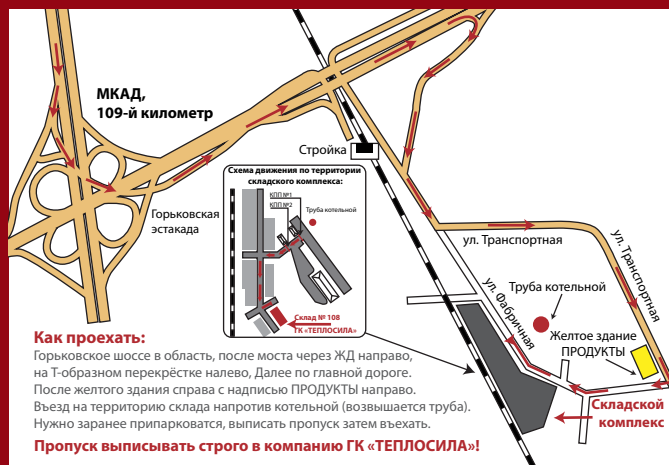 МКАД,
109-й километр
Стройка
Схема движения по территории
складского комплекса:
КПП №1
КПП №2
Труба котельной
Склад № 108
ГК «ТЕПЛОСИЛА»
Горьковская
эстакада
ул. Транспортная
ул. Транспортная
ул. Фабричная
Труба котельной
Желтое здание
ПРОДУКТЫ
Складской
комплекс
Как проехать:
Горьковское шоссе в область, после моста через ЖД направо,
на Т-образном перекрёстке налево, Далее по главной дороге.
После желтого здания справа с надписью ПРОДУКТЫ направо.
Въезд на территорию склада напротив котельной (возвышается труба).
Нужно заранее припарковатся, выписать пропуск затем въехать.
Пропуск выписывать строго в компанию ГК «ТЕПЛОСИЛА»!